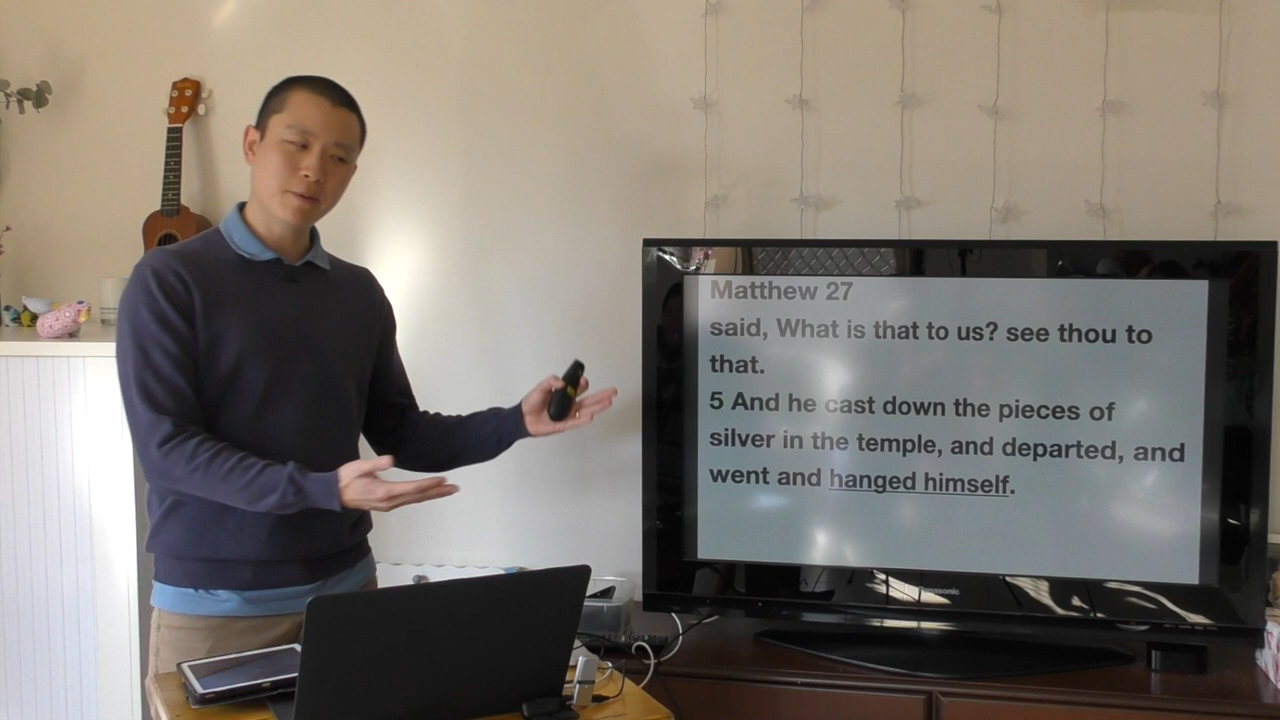 Matthew 27
said, What is that to us? see thou to
that.
5 And he cast down the pieces of
silver in the temple, and departed, and
went and hanged himself.
Panasonic